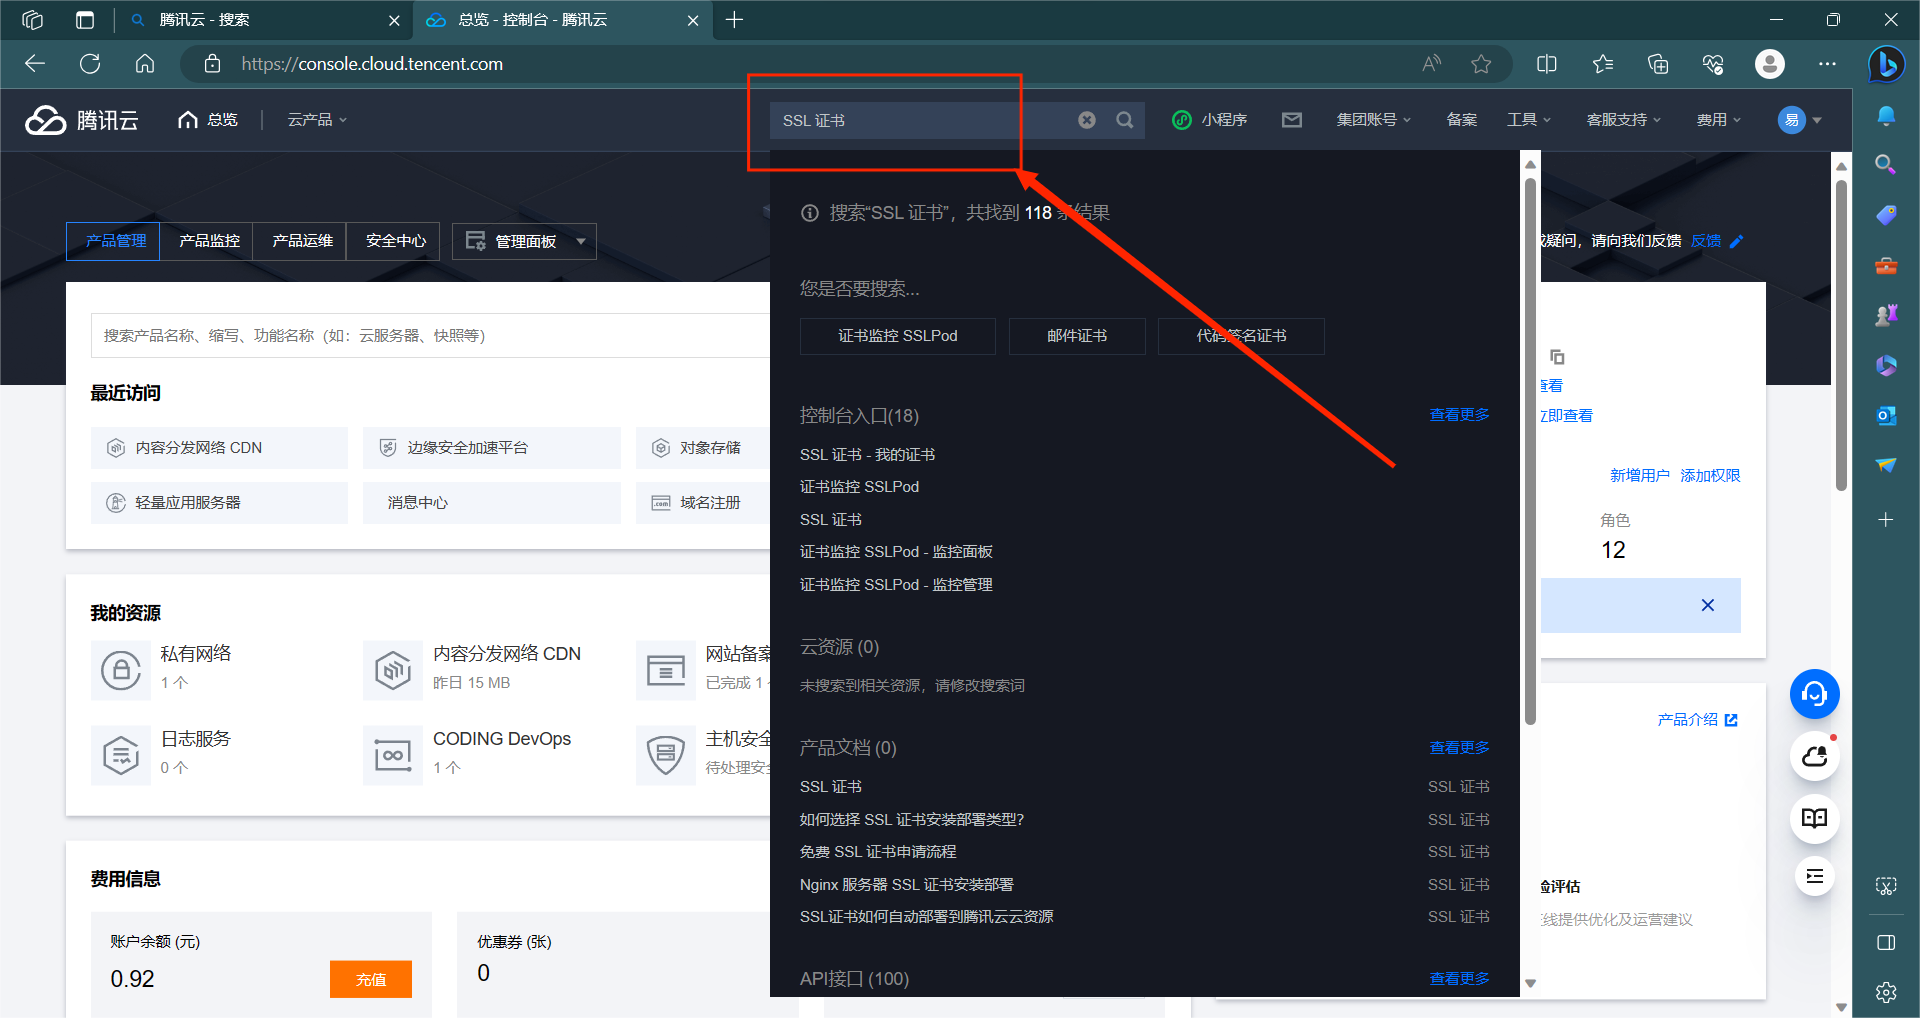 腾讯云 - 搜索
总览 - 控制台 - 腾讯云
https://console.cloud.tencent.com
腾讯云
总览
云产品
SSL 证书
小程序
集团账号
备案
工具
客服支持
费用
易
搜索“SSL 证书”，共找到 118 条结果
产品管理
产品监控
产品运维
安全中心
管理面板
疑问，请向我们反馈 反馈
您是否要搜索...
证书监控 SSLPod
邮件证书
代码签名证书
搜索产品名称、缩写、功能名称（如：云服务器、快照等）
查看
立即查看
最近访问
控制台入口(18)
查看更多
内容分发网络 CDN
边缘安全加速平台
对象存储
SSL 证书 - 我的证书
新增用户 添加权限
证书监控 SSLPod
轻量应用服务器
消息中心
域名注册
SSL 证书
角色
12
证书监控 SSLPod - 监控面板
证书监控 SSLPod - 监控管理
我的资源
云资源 (0)
未搜索到相关资源，请修改搜索词
私有网络
1 个
内容分发网络 CDN
昨日 15 MB
网站备案
已完成 1
产品介绍
日志服务
0 个
CODING DevOps
1 个
主机安全
待处理安全
产品文档 (0)
查看更多
SSL 证书
SSL 证书
如何选择 SSL 证书安装部署类型?
SSL 证书
免费 SSL 证书申请流程
SSL 证书
Nginx 服务器 SSL 证书安装部署
SSL 证书
SSL证书如何自动部署到腾讯云云资源
SSL 证书
费用信息
险评估
线提供优化及运营建议
账户余额 (元)
0.92
充值
优惠券 (张)
0
API接口 (100)
查看更多